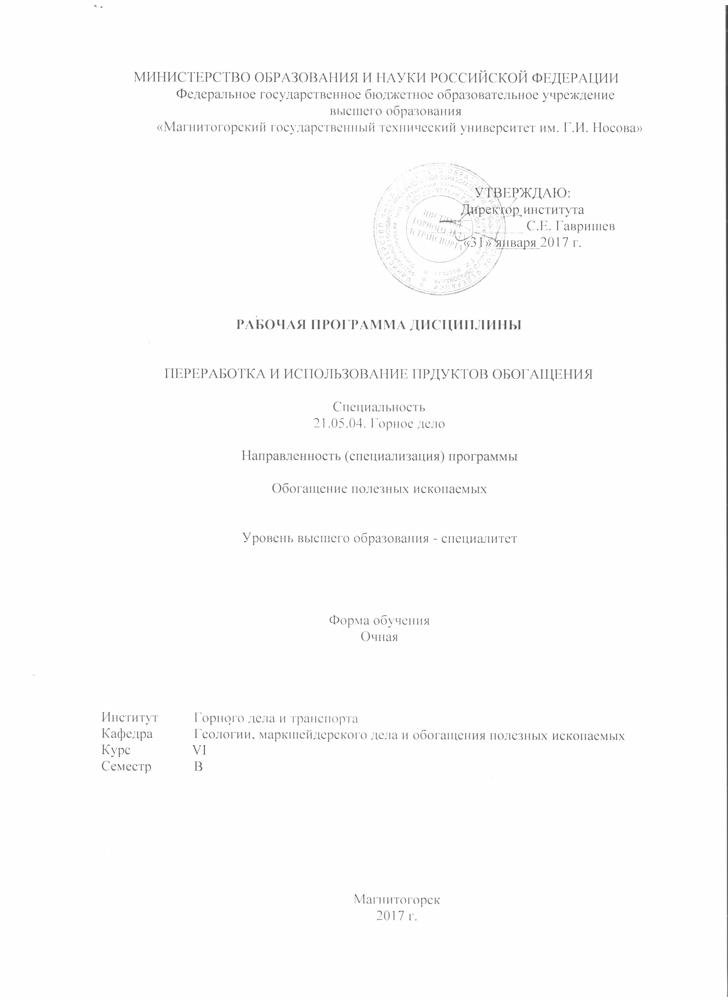 МИНИСТЕРСТВО ОБРАЗОВАНИЯ И НАУКИ РОССИЙСКОЙ ФЕДЕРАЦИИ
Федеральное государственное бюджетное образовательное учреждение
высшего образования
«Магнитогорский государственный технический университет им. Г.И. Носова»
УТВЕРЖДАЮ:
Директор института
С.Е. Гавришев
«31» января 2017 г.
ИНСТИТУТ
ГОРНОГО ДЕЛА
И ТРАНСПОРТА
РАБОЧАЯ ПРОГРАММА ДИСЦИПЛИНЫ
ПЕРЕРАБОТКА И ИСПОЛЬЗОВАНИЕ ПРДУКТОВ ОБОГАЩЕНИЯ
Специальность
21.05.04. Горное дело
Направленность (специализация) программы
Обогащение полезных ископаемых
Уровень высшего образования - специалитет
Форма обучения
Очная
Институт Горного дела и транспорта
Кафедра Геологии, маркшейдерского дела и обогащения полезных ископаемых
Курс VI
Семестр В
Магнитогорск
2017 г.